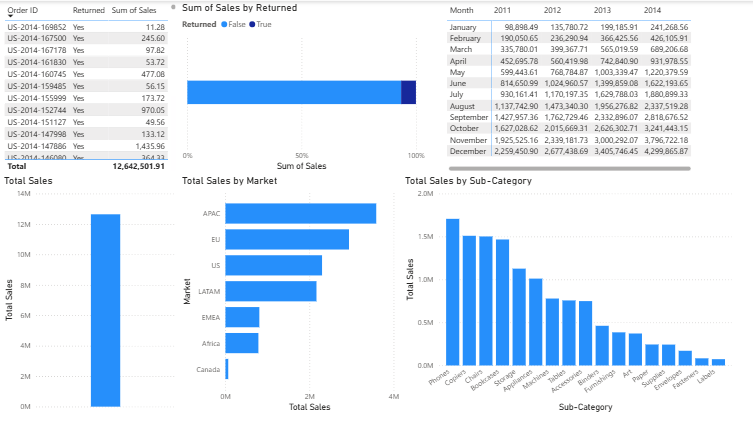 Order ID Returned Sum of Sales
US-2014-169852 Yes 11.28
US-2014-167500 Yes 245.60
US-2014-167178 Yes 97.82
US-2014-161830 Yes 53.72
US-2014-160745 Yes 477.08
US-2014-159485 Yes 56.15
US-2014-155999 Yes 173.72
US-2014-152744 Yes 970.05
US-2014-151127 Yes 49.56
US-2014-147998 Yes 133.12
US-2014-147886 Yes 1,435.96
US-2014-146080 Yes 364.33
Total 12,642,501.91
Sum of Sales by Returned
Returned False True
0% 50% 100%
Sum of Sales
Month 2011 2012 2013 2014
January 98,898.49 135,780.72 199,185.91 241,268.56
February 190,050.65 236,290.94 366,425.56 426,105.91
March 335,780.01 399,367.71 565,019.59 689,206.68
April 452,695.78 560,419.98 742,840.90 931,978.55
May 599,443.61 768,784.87 1,003,339.47 1,220,379.59
June 814,650.99 1,024,960.57 1,399,859.08 1,622,193.65
July 930,161.41 1,170,197.35 1,629,788.03 1,880,899.33
August 1,137,742.90 1,473,340.30 1,956,276.82 2,337,519.28
September 1,427,957.36 1,762,729.46 2,332,896.07 2,818,676.52
October 1,627,028.62 2,015,669.31 2,626,302.71 3,241,443.15
November 1,925,525.16 2,339,181.73 3,000,292.07 3,796,722.18
December 2,259,450.90 2,677,438.69 3,405,746.45 4,299,865.87
Total Sales
14M
12M
10M
8M
6M
4M
2M
0M
Total Sales
Total Sales by Market
Market
APAC
EU
US
LATAM
EMEA
Africa
Canada
0M 2M 4M
Total Sales
Total Sales by Sub-Category
Total Sales
2.0M
1.5M
1.0M
0.5M
0.0M
Phones
Copiers
Chairs
Bookcases
Storage
Appliances
Machines
Tables
Accessories
Binders
Furnishings
Art
Paper
Supplies
Envelopes
Fasteners
Labels
Sub-Category